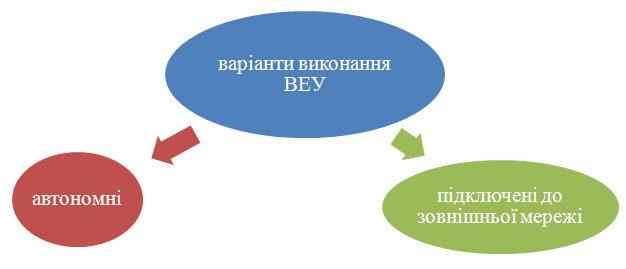 варіанти виконання
ВЕУ
автономні
підключені до
зовнішньої мережі